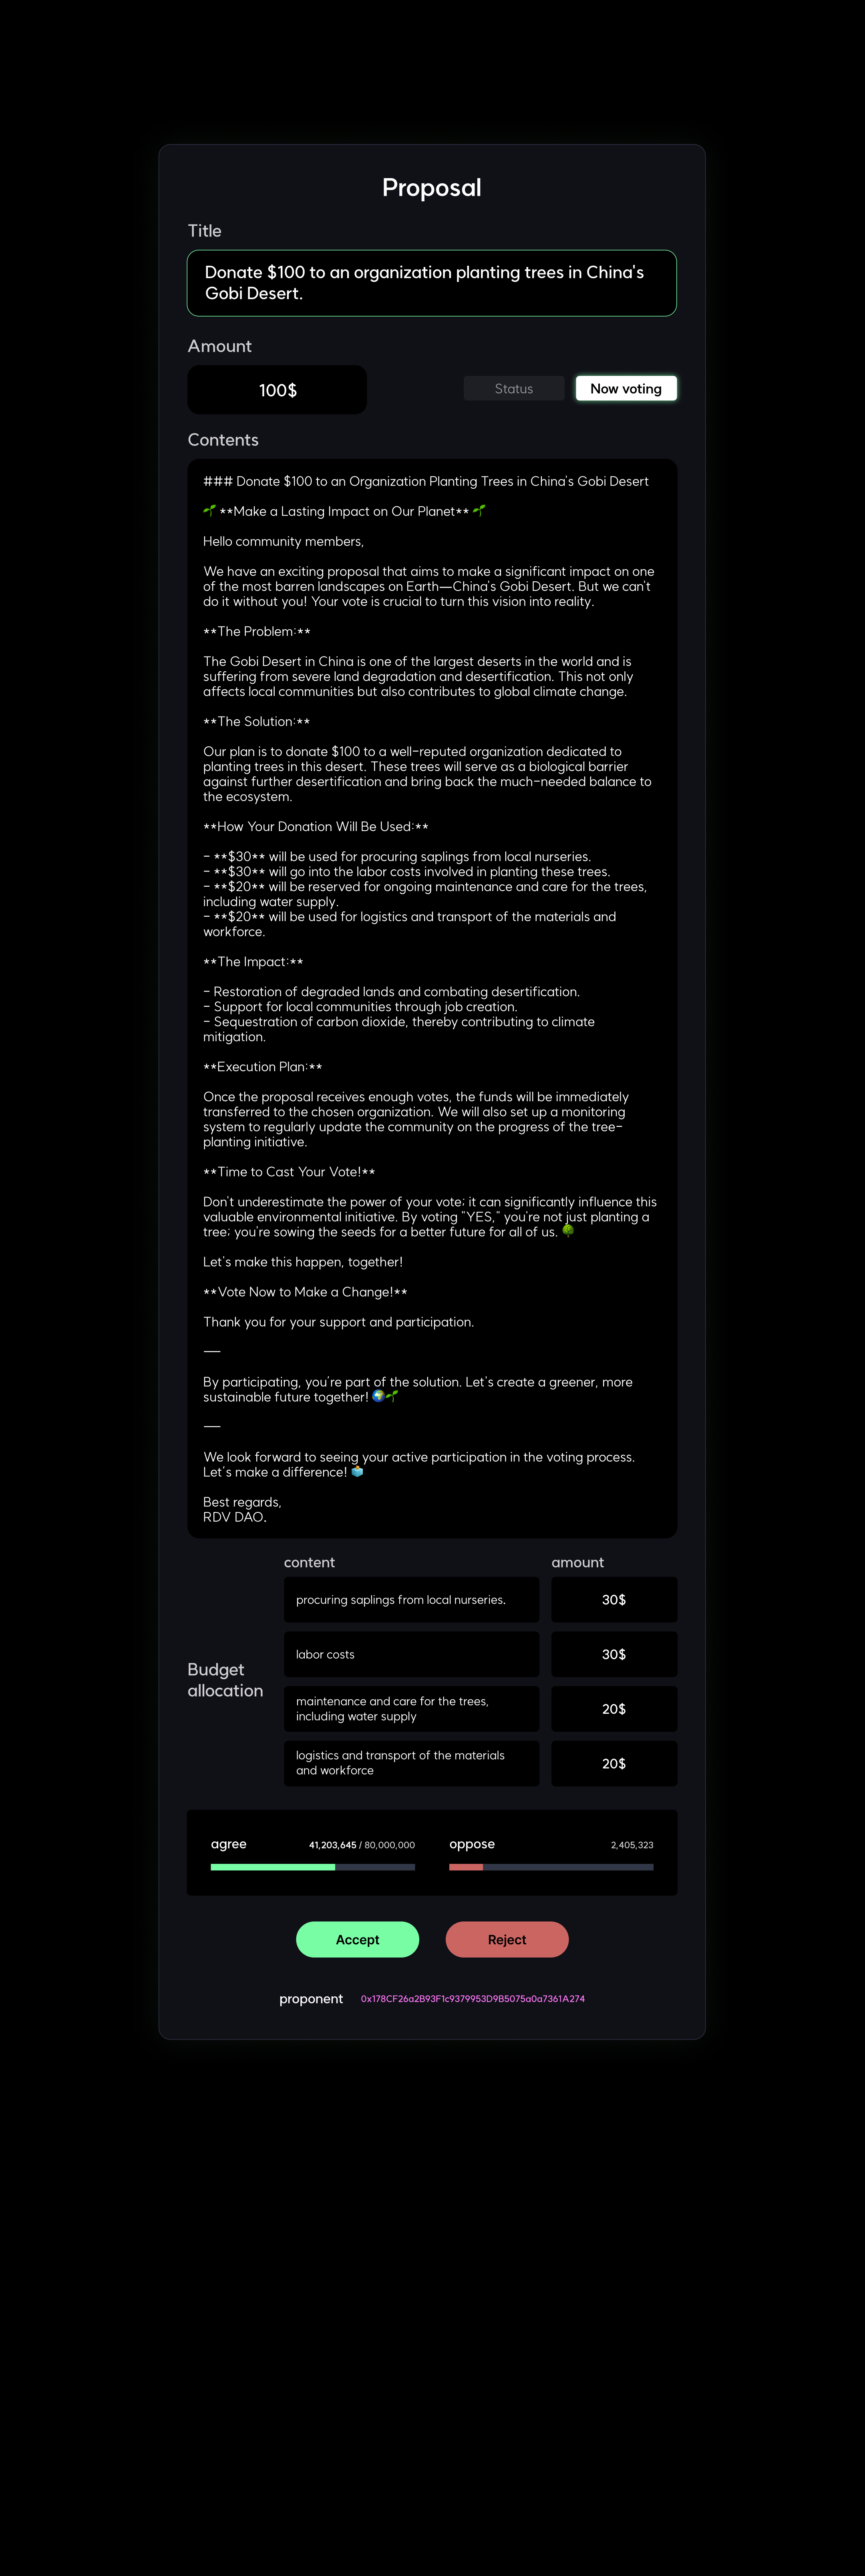 Proposal
Title
Donate $100 to an organization planting trees in China's
Gobi Desert.
Amount
100$
Status
Now voting
Contents
### Donate $100 to an Organization Planting Trees in China's Gobi Desert
🌱 **Make a Lasting Impact on Our Planet** 🌱
Hello community members,
We have an exciting proposal that aims to make a significant impact on one
of the most barren landscapes on Earth—China's Gobi Desert. But we can't
do it without you! Your vote is crucial to turn this vision into reality.
**The Problem:**
The Gobi Desert in China is one of the largest deserts in the world and is
suffering from severe land degradation and desertification. This not only
affects local communities but also contributes to global climate change.
**The Solution:**
Our plan is to donate $100 to a well-reputed organization dedicated to
planting trees in this desert. These trees will serve as a biological barrier
against further desertification and bring back the much-needed balance to
the ecosystem.
**How Your Donation Will Be Used:**
- **$30** will be used for procuring saplings from local nurseries.
- **$30** will go into the labor costs involved in planting these trees.
- **$20** will be reserved for ongoing maintenance and care for the trees,
including water supply.
- **$20** will be used for logistics and transport of the materials and
workforce.
**The Impact:**
- Restoration of degraded lands and combating desertification.
- Support for local communities through job creation.
- Sequestration of carbon dioxide, thereby contributing to climate
mitigation.
**Execution Plan:**
Once the proposal receives enough votes, the funds will be immediately
transferred to the chosen organization. We will also set up a monitoring
system to regularly update the community on the progress of the tree-
planting initiative.
**Time to Cast Your Vote!**
Don't underestimate the power of your vote; it can significantly influence this
valuable environmental initiative. By voting "YES," you're not just planting a
tree; you're sowing the seeds for a better future for all of us. 🌳
Let's make this happen, together!
**Vote Now to Make a Change!**
Thank you for your support and participation.
—
By participating, you're part of the solution. Let's create a greener, more
sustainable future together! 🌍🌱
—
We look forward to seeing your active participation in the voting process.
Let's make a difference! 🗳️
Best regards,
RDV DAO.
content
amount
Budget
allocation
procuring saplings from local nurseries.
30$
labor costs
30$
maintenance and care for the trees,
including water supply
20$
logistics and transport of the materials
and workforce
20$
agree
41,203,645 / 80,000,000
oppose
2,405,323
Accept
Reject
proponent
0x178CF26a2B93F1c9379953D9B5075a0a7361A274